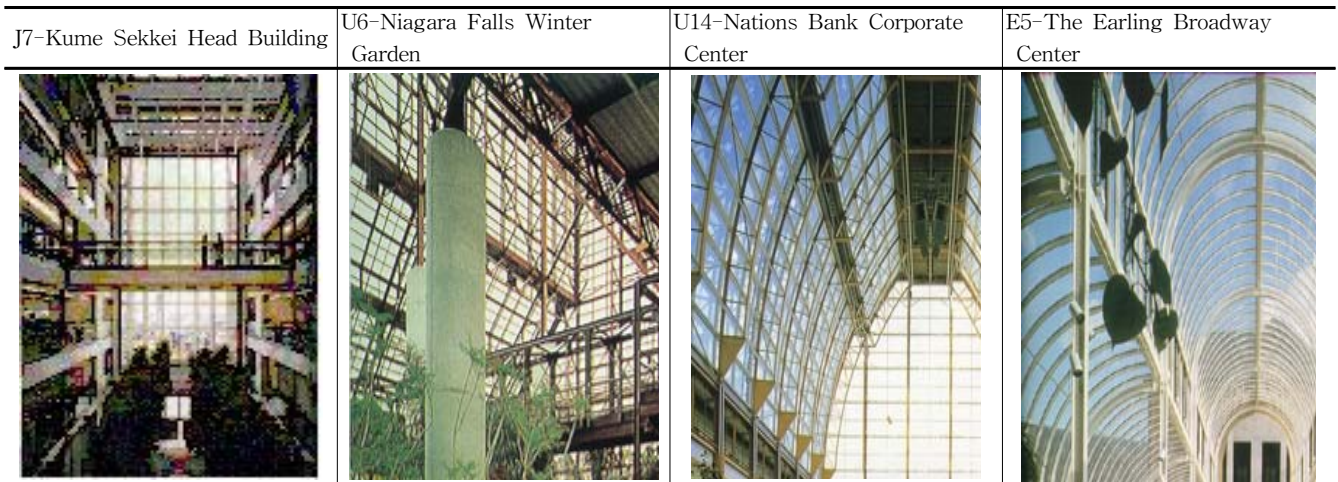 J7-Kume Sekkei Head Building
U6-Niagara Falls Winter
Garden
U14-Nations Bank Corporate
Center
E5-The Earling Broadway
Center